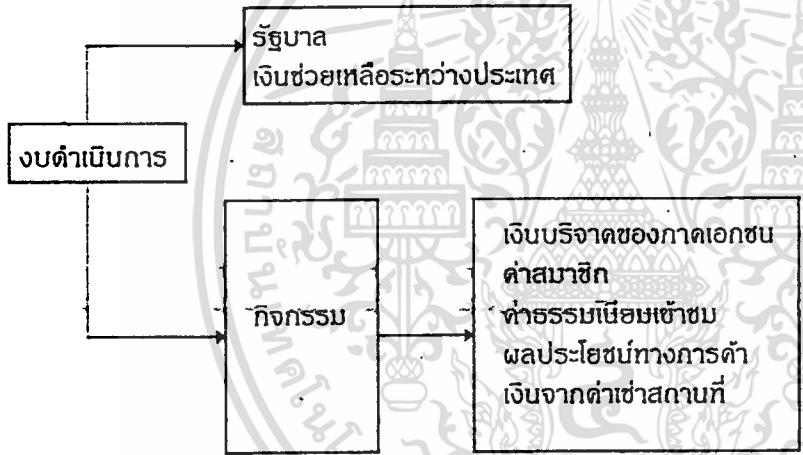 รัฐบาล
เงินช่วยเหลือระหว่างประเทศ
งบดำเนินการ
กิจกรรม
เงินบริจาคของภาคเอกชน
ค่าสมาชิก
ค่าธรรมเนียมเข้าชม
ผลประโยชน์ทางการค้า
เงินจากค่าเช่าสถานที่